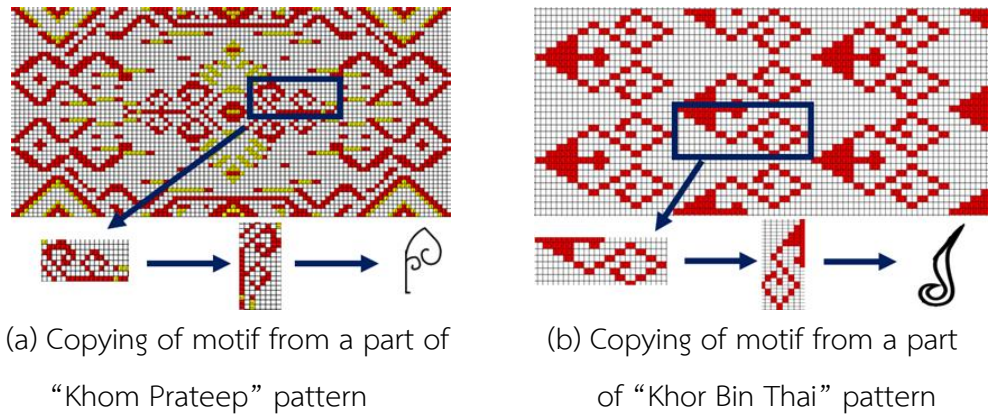 (a) Copying of motif from a part of
“Khom Prateep” pattern
(b) Copying of motif from a part
of “Khor Bin Thai” pattern